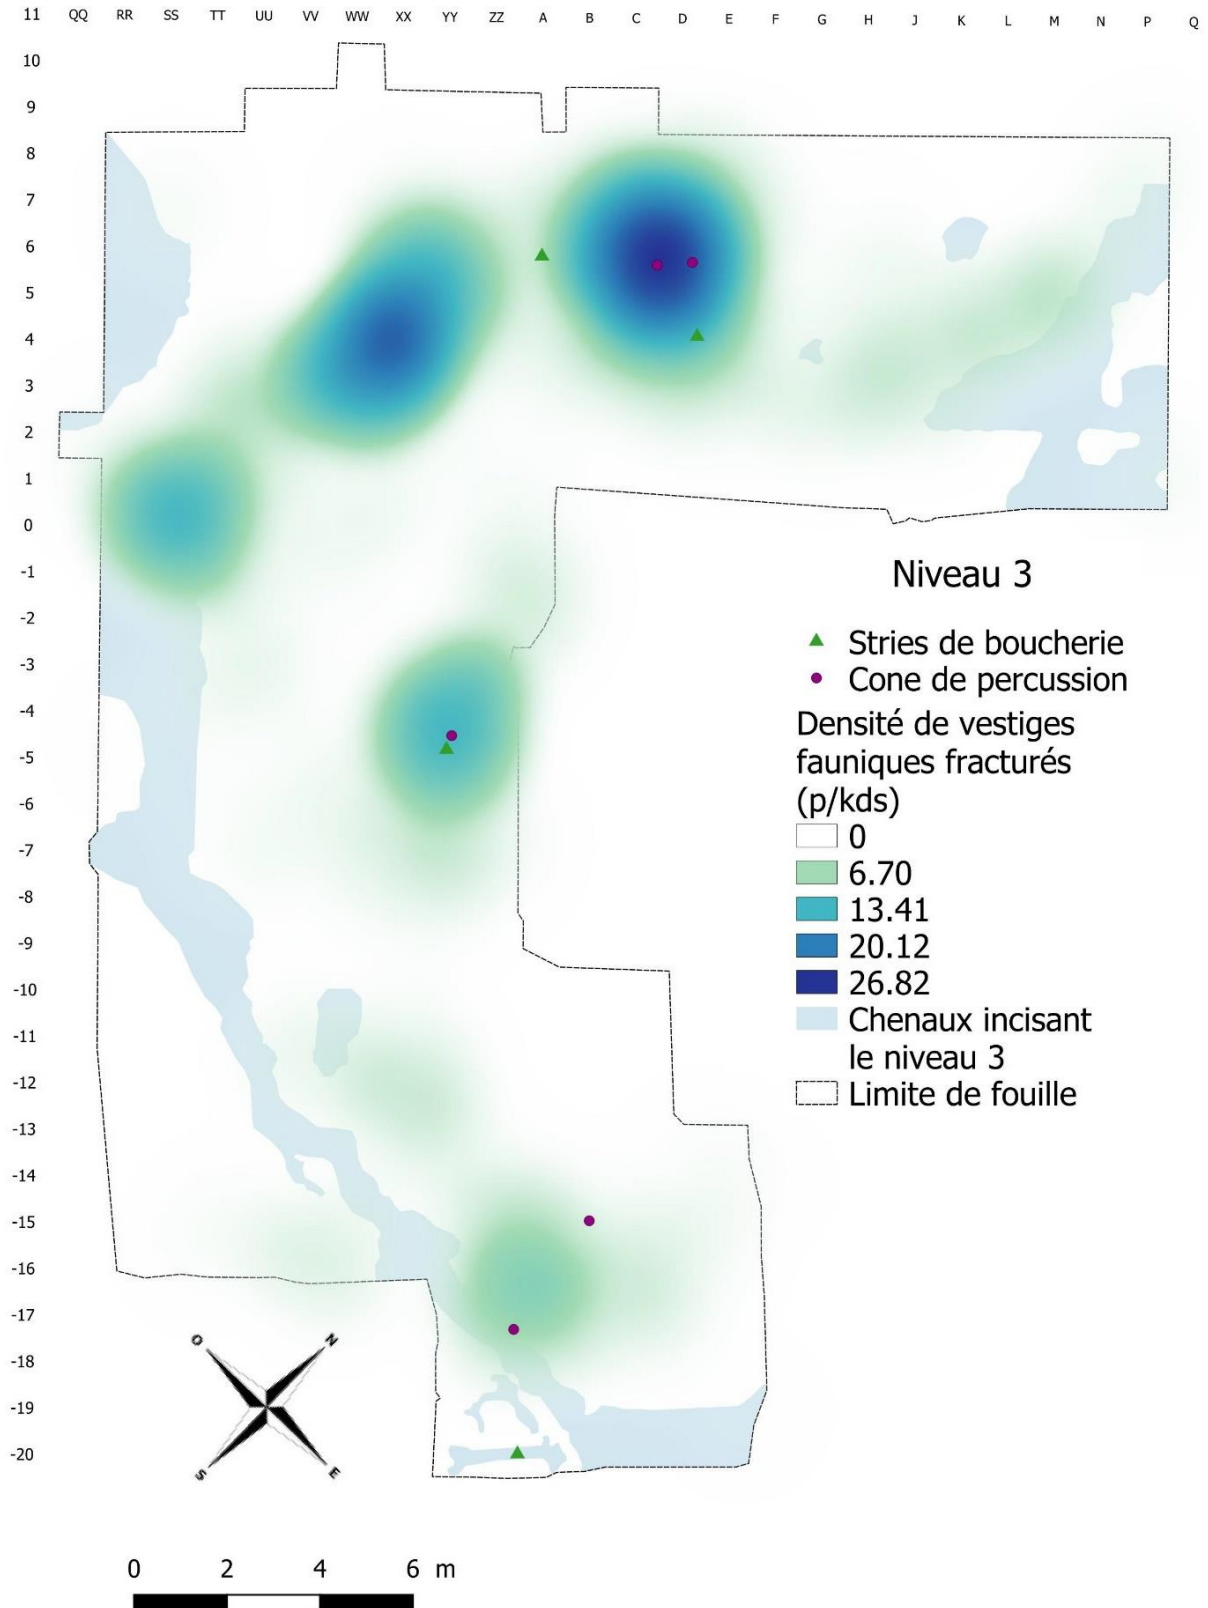 11 QQ RR SS TT UU VV WW XX YY ZZ A B C D E F G H J K L M N P Q
10
9
8
7
6
5
4
3
2
1
0
-1
-2
-3
-4
-5
-6
-7
-8
-9
-10
-11
-12
-13
-14
-15
-16
-17
-18
-19
-20
Niveau 3
Stries de boucherie
Cone de percussion
Densité de vestiges
fauniques fracturés
(p/kds)
0
6.70
13.41
20.12
26.82
Chenaux incisant
le niveau 3
Limite de fouille
O N
S E
0 2 4 6 m